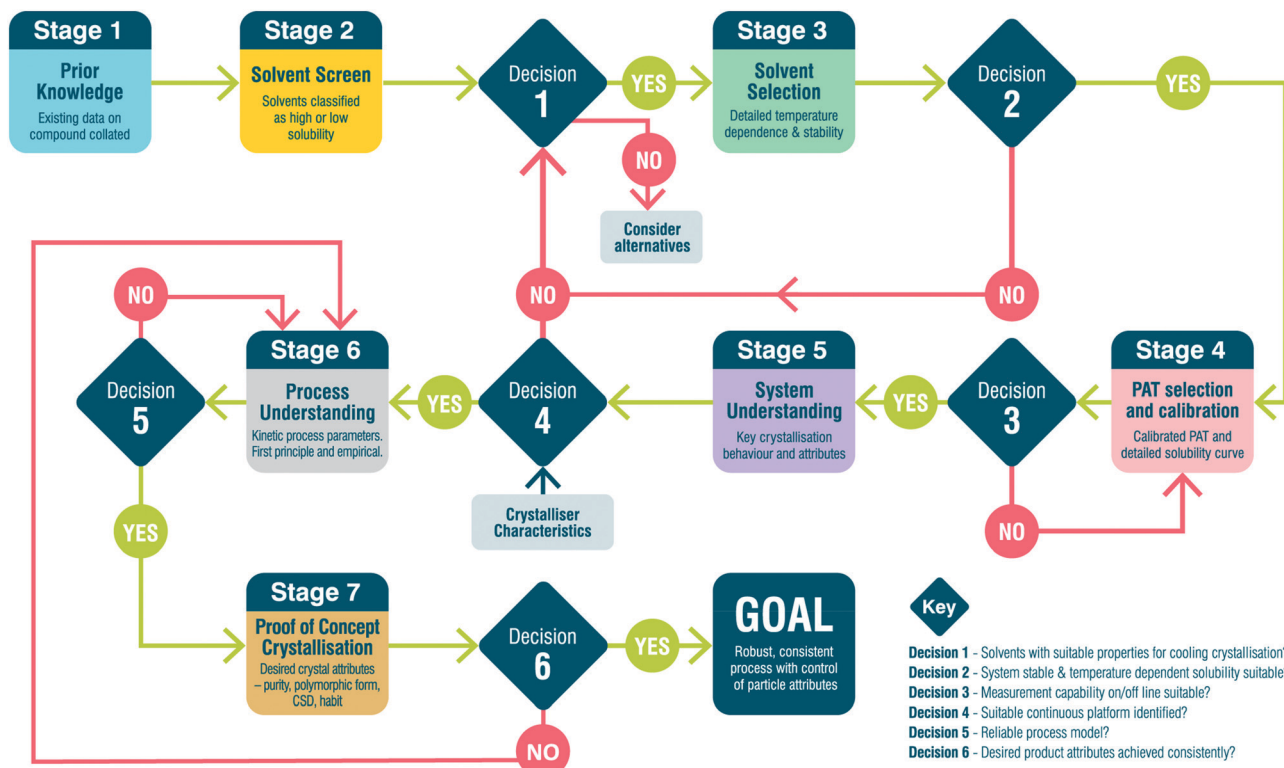 Stage 1
Prior
Knowledge
Existing data on
compound collated
Stage 2
Solvent Screen
Solvents classified
as high or low
solubility
Decision
1
YES
NO
Consider
alternatives
Stage 3
Solvent
Selection
Detailed temperature
dependence & stability
Decision
2
YES
NO
NO
NO
Decision
5
YES
Stage 6
Process
Understanding
Kinetic process parameters.
First principle and empirical.
YES
Decision
4
Crystalliser
Characteristics
Stage 5
System
Understanding
Key crystallisation
behaviour and attributes
YES
Decision
3
NO
Stage 4
PAT selection
and calibration
Calibrated PAT and
detailed solubility curve
Stage 7
Proof of Concept
Crystallisation
Desired crystal attributes
– purity, polymorphic form,
CSD, habit
Decision
6
NO
YES
GOAL
Robust, consistent
process with control
of particle attributes
Key
Decision 1 - Solvents with suitable properties for cooling crystallisation?
Decision 2 - System stable & temperature dependent solubility suitable?
Decision 3 - Measurement capability on/off line suitable?
Decision 4 - Suitable continuous platform identified?
Decision 5 - Reliable process model?
Decision 6 - Desired product attributes achieved consistently?